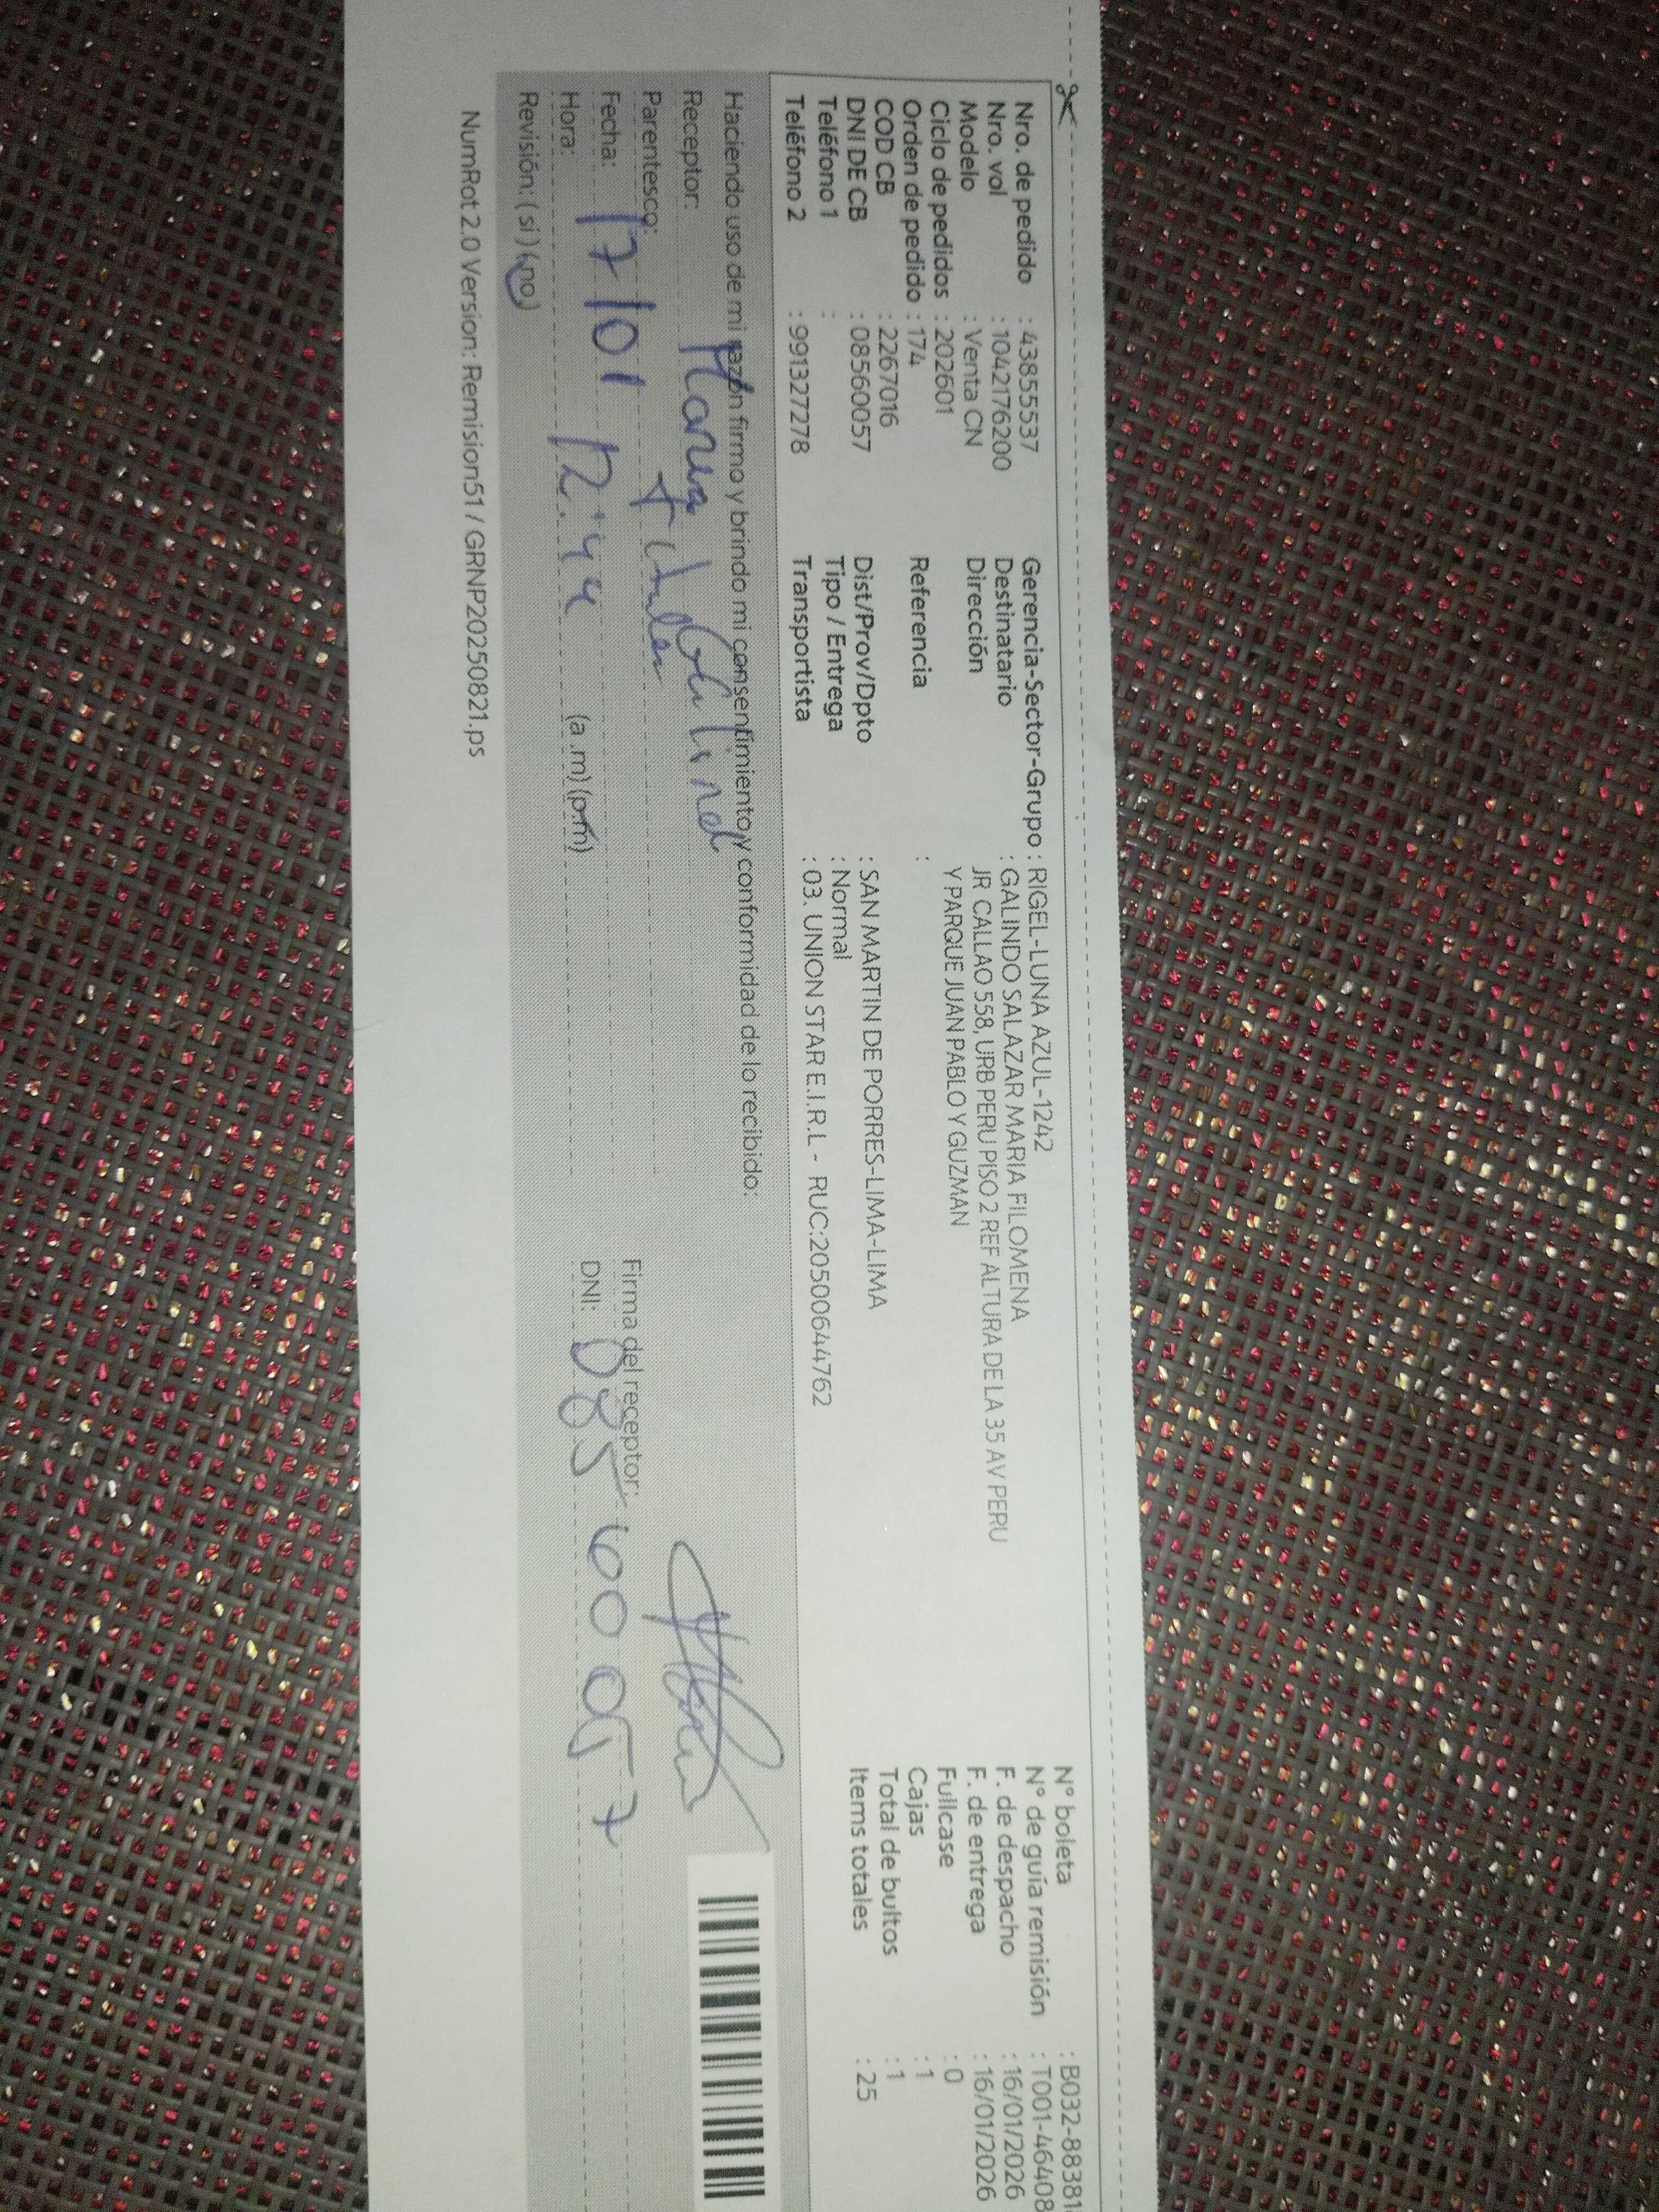 Nro. de pedido : 43855537
Nro. vol : 1042176200
Modelo : Venta CN
Ciclo de pedidos : 202601
Orden de pedido : 174
COD CB : 2267016
DNI DE CB : 08560057
Teléfono 1 :
Teléfono 2 : 991327278
Gerencia-Sector-Grupo : RIGEL-LUNA AZUL-1242
Destinatario : GALINDO SALAZAR MARIA FILOMENA
Dirección JR CALLAO 558, URB PERU PISO 2 REF ALTURA DE LA 35 AV PERU
Y PARQUE JUAN PABLO Y GUZMAN
Referencia :
Dist/Prov/Dpto : SAN MARTIN DE PORRES-LIMA-LIMA
Tipo / Entrega : Normal
Transportista : 03. UNION STAR E.I.R.L - RUC:20500644762
N° boleta : B032-88381
N° de guía remisión : T001-46408
F. de despacho : 16/01/2026
F. de entrega : 16/01/2026
Fullcase : 0
Cajas : 1
Total de bultos : 1
Items totales : 25
Haciendo uso de mi razón firmo y brindo mi consentimiento y conformidad de lo recibido:
Receptor: Maria Galindo
Parentesco: Titular
Fecha: 17/01
Hora: 12:44 (a .m) (p.m)
Revisión: ( si ) ( no )
Firma del receptor:
DNI: 08560057
NumRot 2.0 Version: Remision51 / GRNP20250821.ps